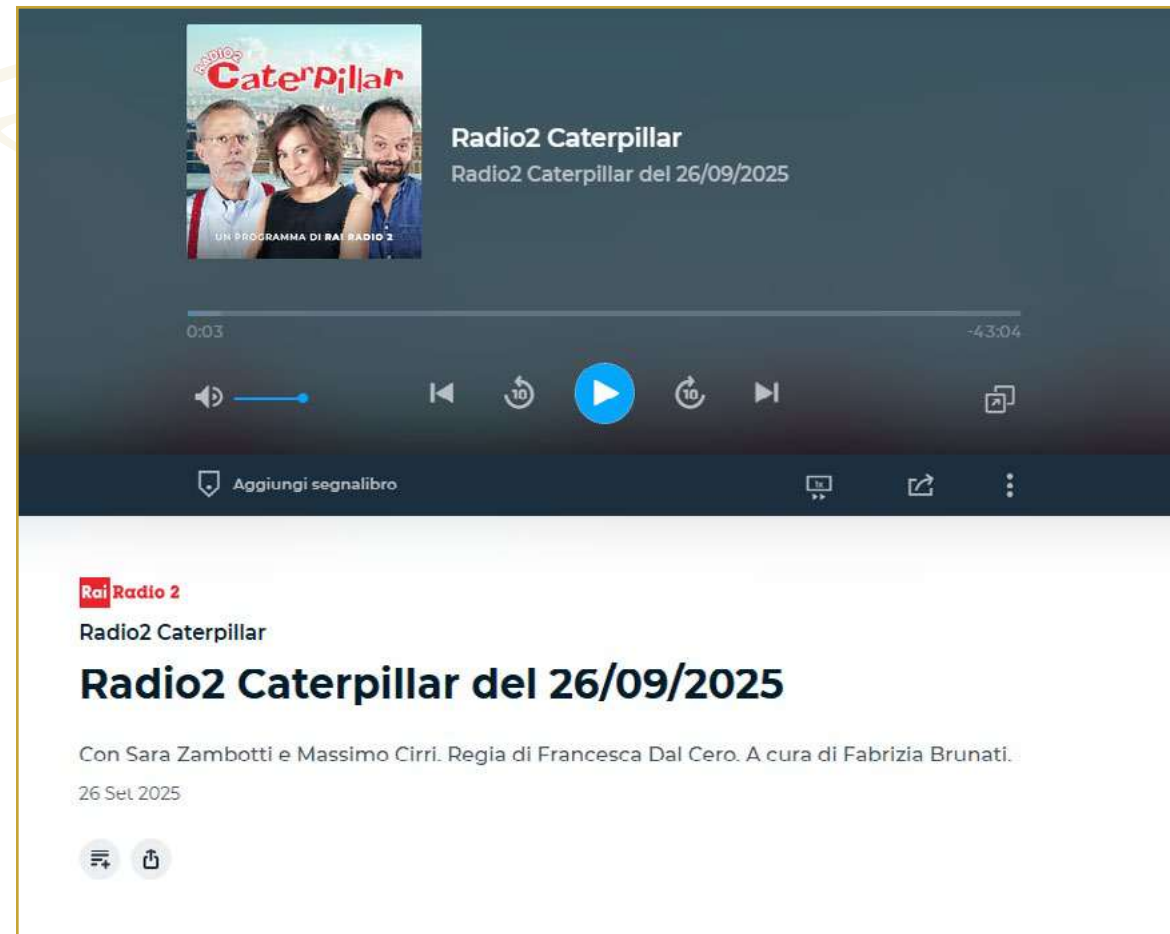 RADIO2
Caterpillar
UN PROGRAMMA DI RAI RADIO 2
Radio2 Caterpillar
Radio2 Caterpillar del 26/09/2025
0:03
-43:04
10
10
Aggiungi segnalibro
1x
Rai Radio 2
Radio2 Caterpillar
Radio2 Caterpillar del 26/09/2025
Con Sara Zambotti e Massimo Cirri. Regia di Francesca Dal Cero. A cura di Fabrizia Brunati.
26 Set 2025